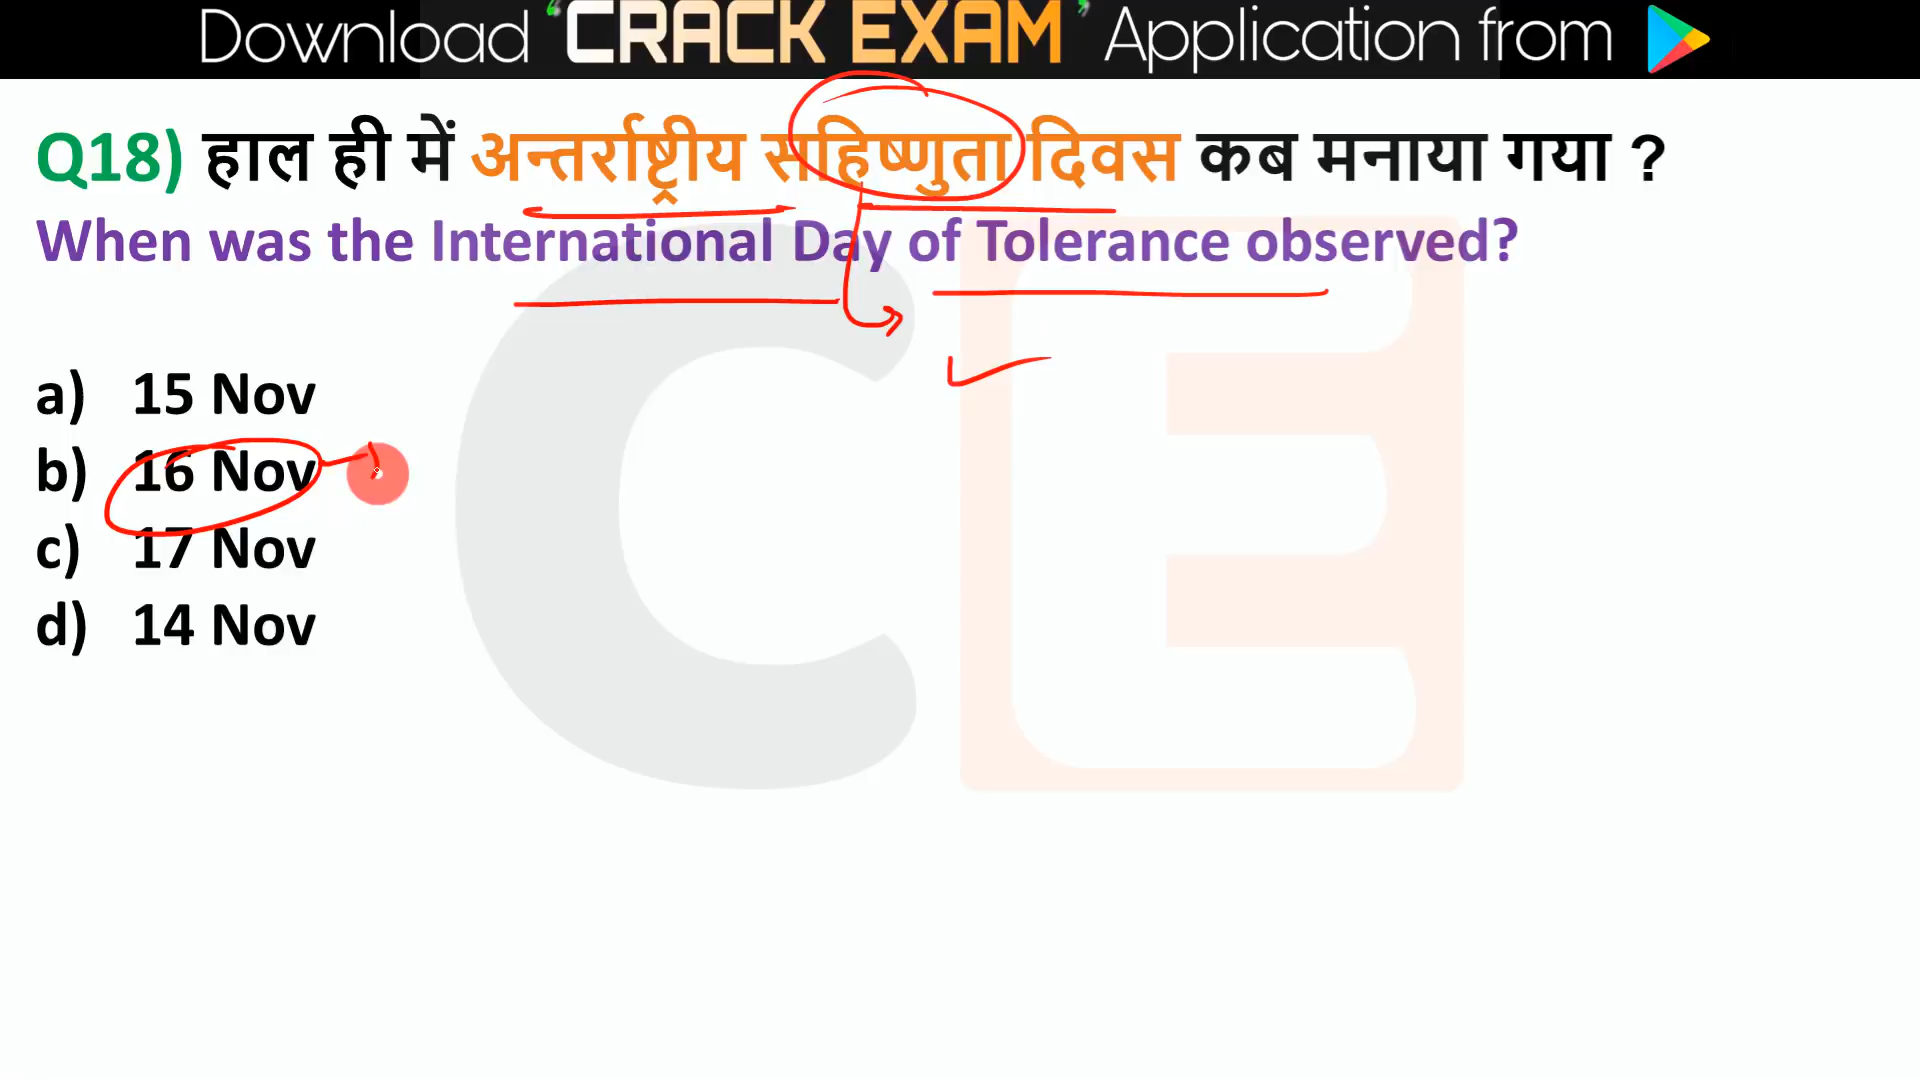 Download 'CRACK EXAM' Application from
Q18) हाल ही में अन्तर्राष्ट्रीय सहिष्णुता दिवस कब मनाया गया ?
When was the International Day of Tolerance observed?
a) 15 Nov
b) 16 Nov
c) 17 Nov
d) 14 Nov
CE